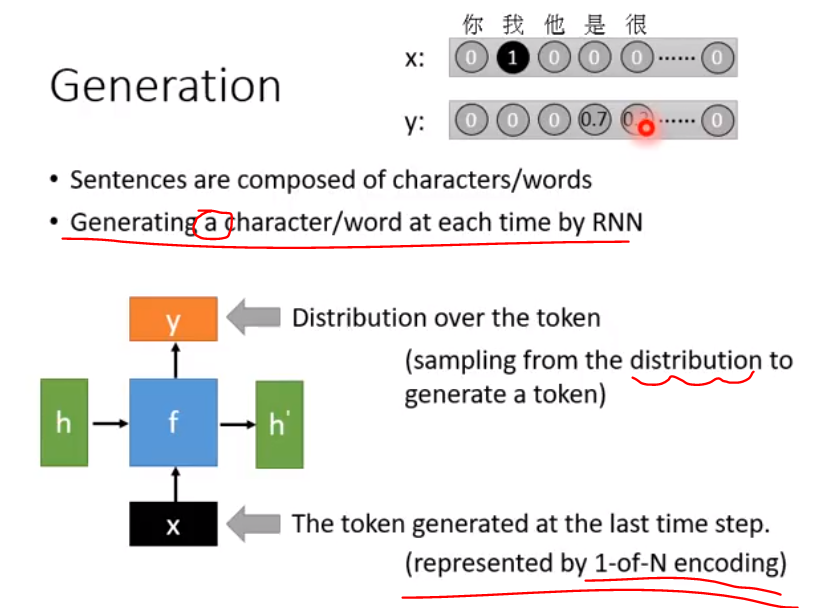 你 我 他 是 很
x: 0 1 0 0 0 ...... 0
Generation
y: 0 0 0 0.7 ...... 0
• Sentences are composed of characters/words
• Generating a character/word at each time by RNN
y Distribution over the token
(sampling from the distribution to
generate a token)
h f h'
x The token generated at the last time step.
(represented by 1-of-N encoding)